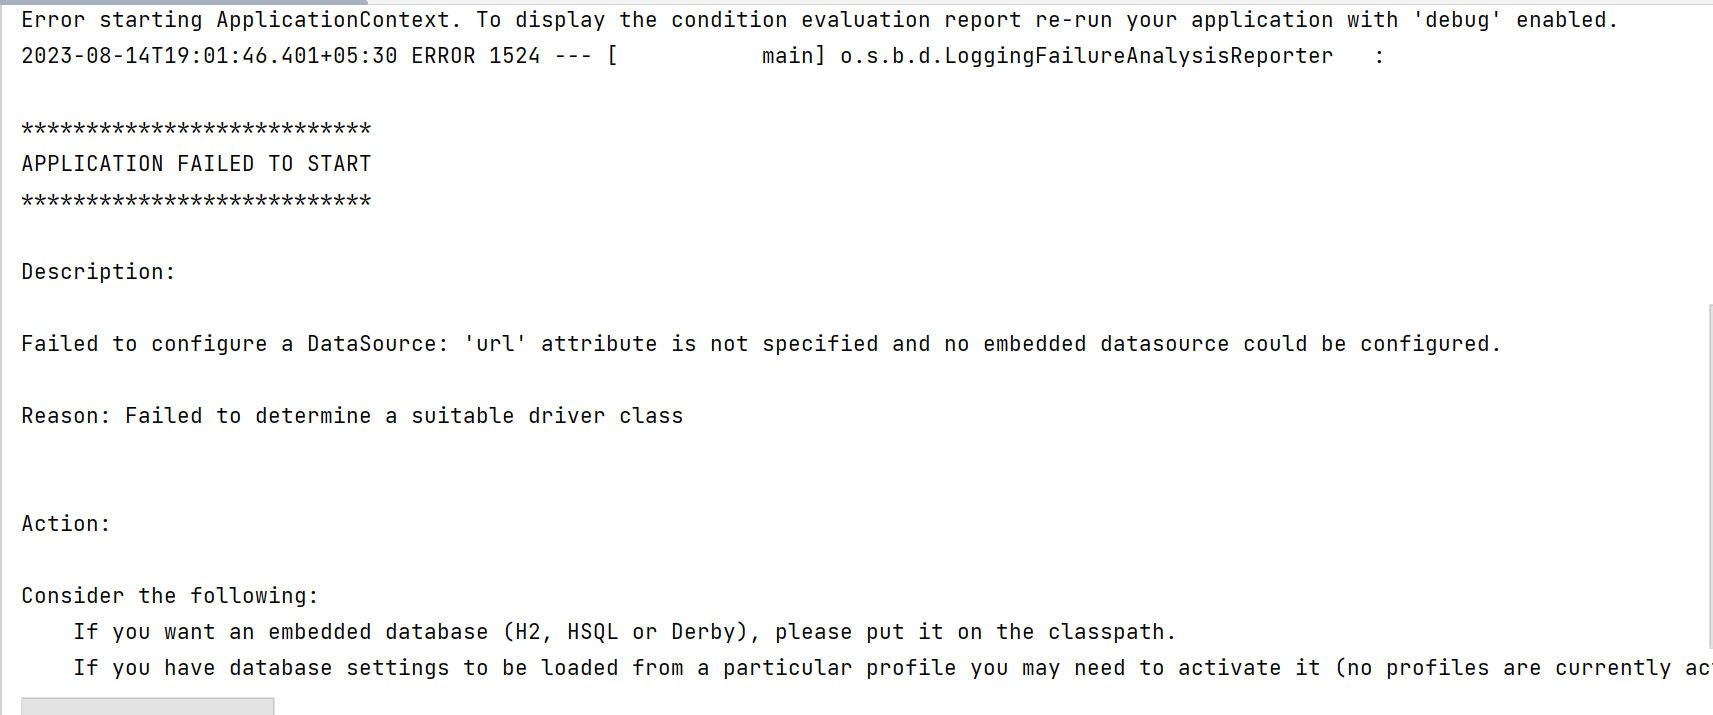 Error starting ApplicationContext. To display the condition evaluation report re-run your application with 'debug' enabled.
2023-08-14T19:01:46.401+05:30 ERROR 1524 --- [           main] o.s.b.d.LoggingFailureAnalysisReporter   :
***************************
APPLICATION FAILED TO START
***************************
Description:
Failed to configure a DataSource: 'url' attribute is not specified and no embedded datasource could be configured.
Reason: Failed to determine a suitable driver class
Action:
Consider the following:
If you want an embedded database (H2, HSQL or Derby), please put it on the classpath.
If you have database settings to be loaded from a particular profile you may need to activate it (no profiles are currently